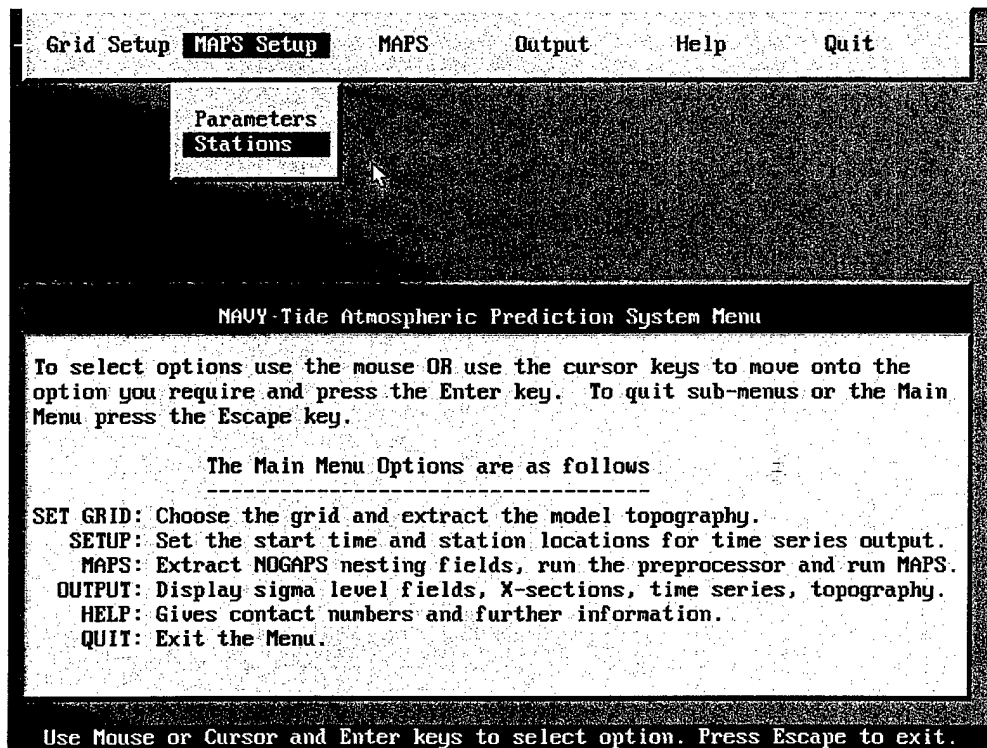 Grid Setup MAPS Setup MAPS Output Help Quit
Parameters
Stations
NAVY-Tide Atmospheric Prediction System Menu
To select options use the mouse OR use the cursor keys to move onto the
option you require and press the Enter key. To quit sub-menus or the Main
Menu press the Escape key.
The Main Menu Options are as follows
------------------------------------
SET GRID: Choose the grid and extract the model topography.
SETUP: Set the start time and station locations for time series output.
MAPS: Extract NOGAPS nesting fields, run the preprocessor and run MAPS.
OUTPUT: Display sigma level fields, X-sections, time series, topography.
HELP: Gives contact numbers and further information.
QUIT: Exit the Menu.
Use Mouse or Cursor and Enter keys to select option. Press Escape to exit.